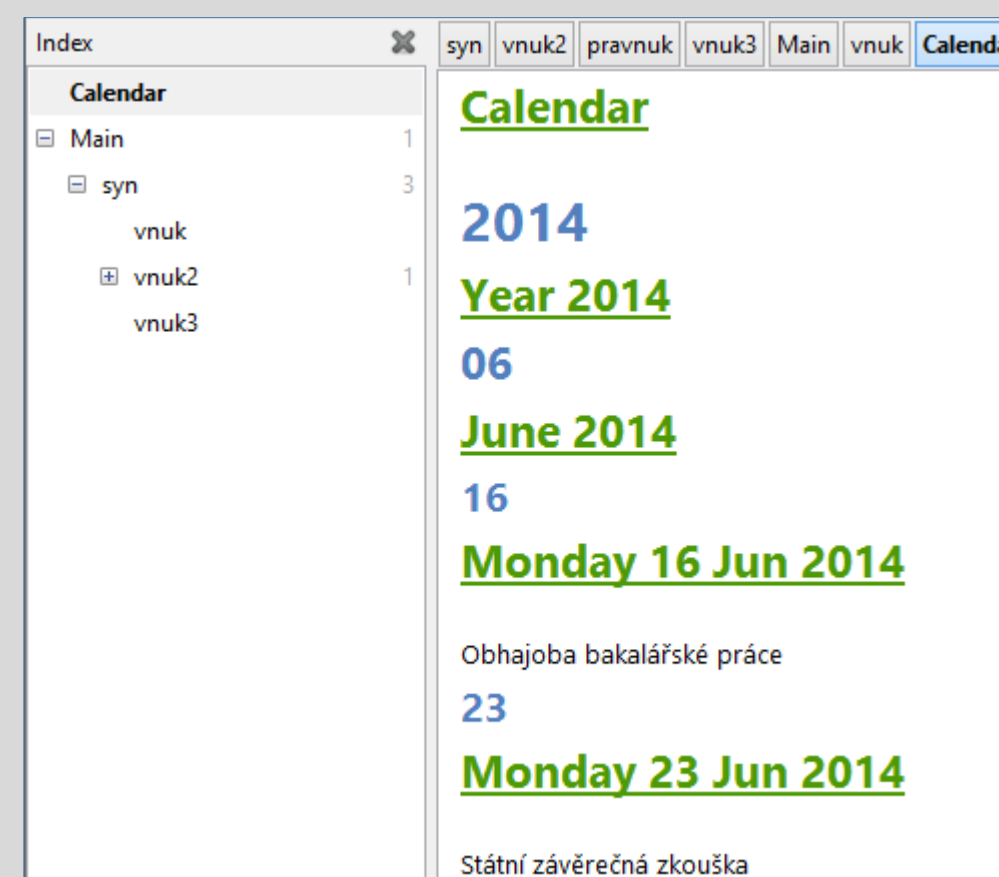 Index
Calendar
Main 1
syn 3
vnuk
vnuk2 1
vnuk3
syn vnuk2 pravnuk vnuk3 Main vnuk
Calendar
2014
Year 2014
06
June 2014
16
Monday 16 Jun 2014
Obhajoba bakalářské práce
23
Monday 23 Jun 2014
Státní závěrečná zkouška